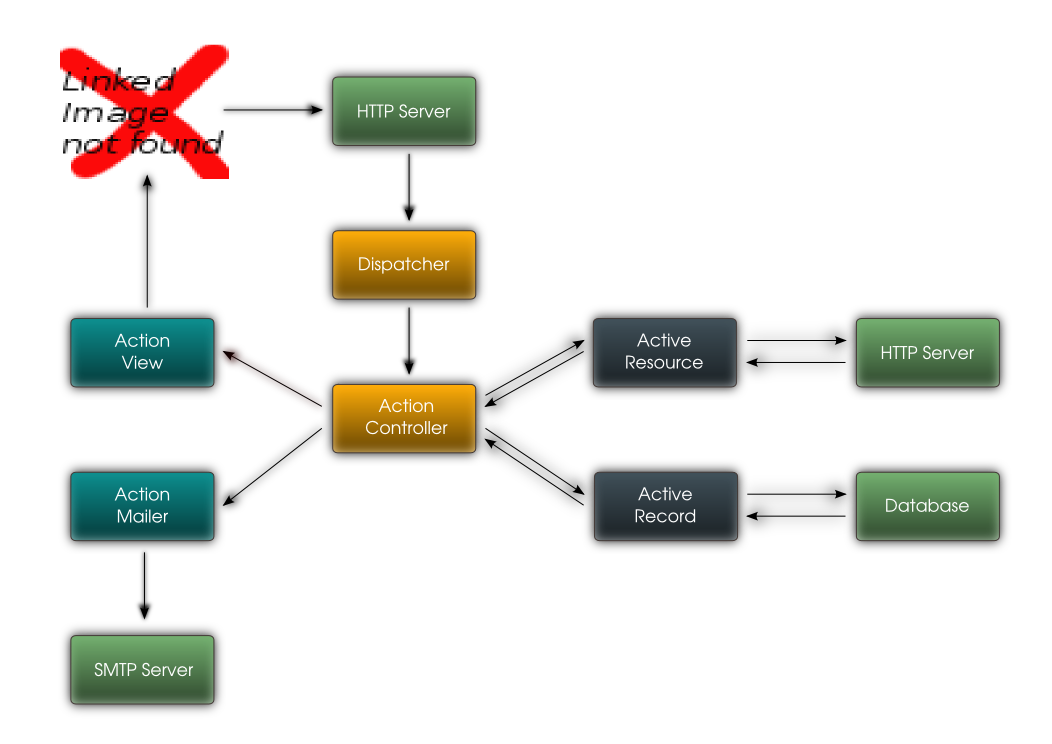 Linked
Image
not found
HTTP Server
Dispatcher
Action
View
Action
Controller
Active
Resource
HTTP Server
Action
Mailer
Active
Record
Database
SMTP Server